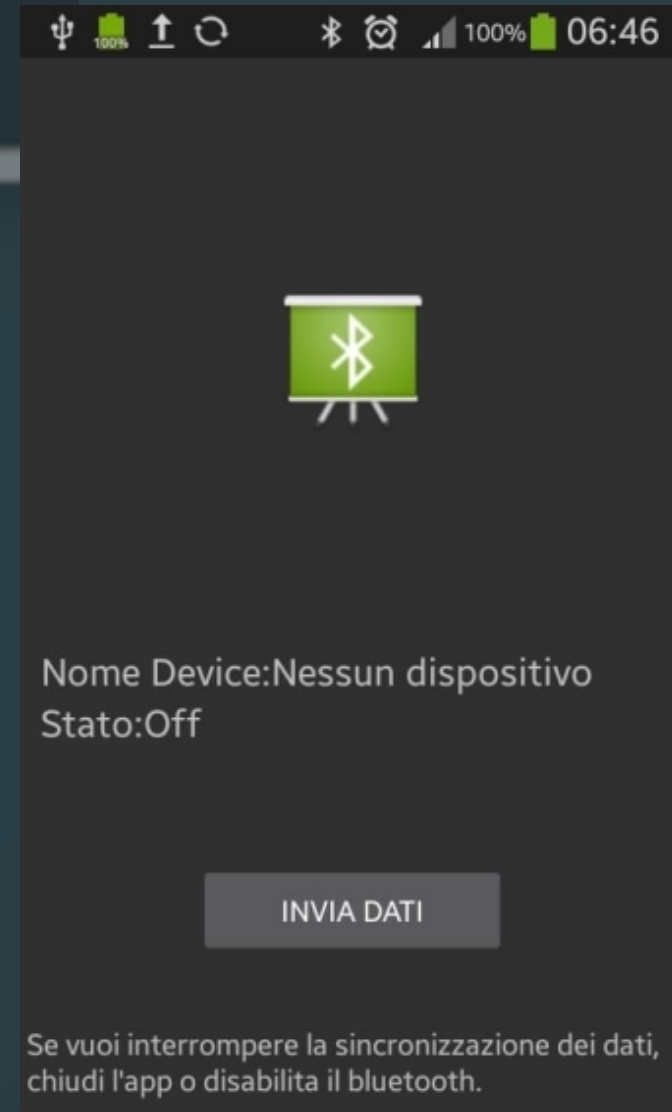 100% 100% 06:46
Nome Device:Nessun dispositivo
Stato:Off
INVIA DATI
Se vuoi interrompere la sincronizzazione dei dati,
chiudi l'app o disabilita il bluetooth.